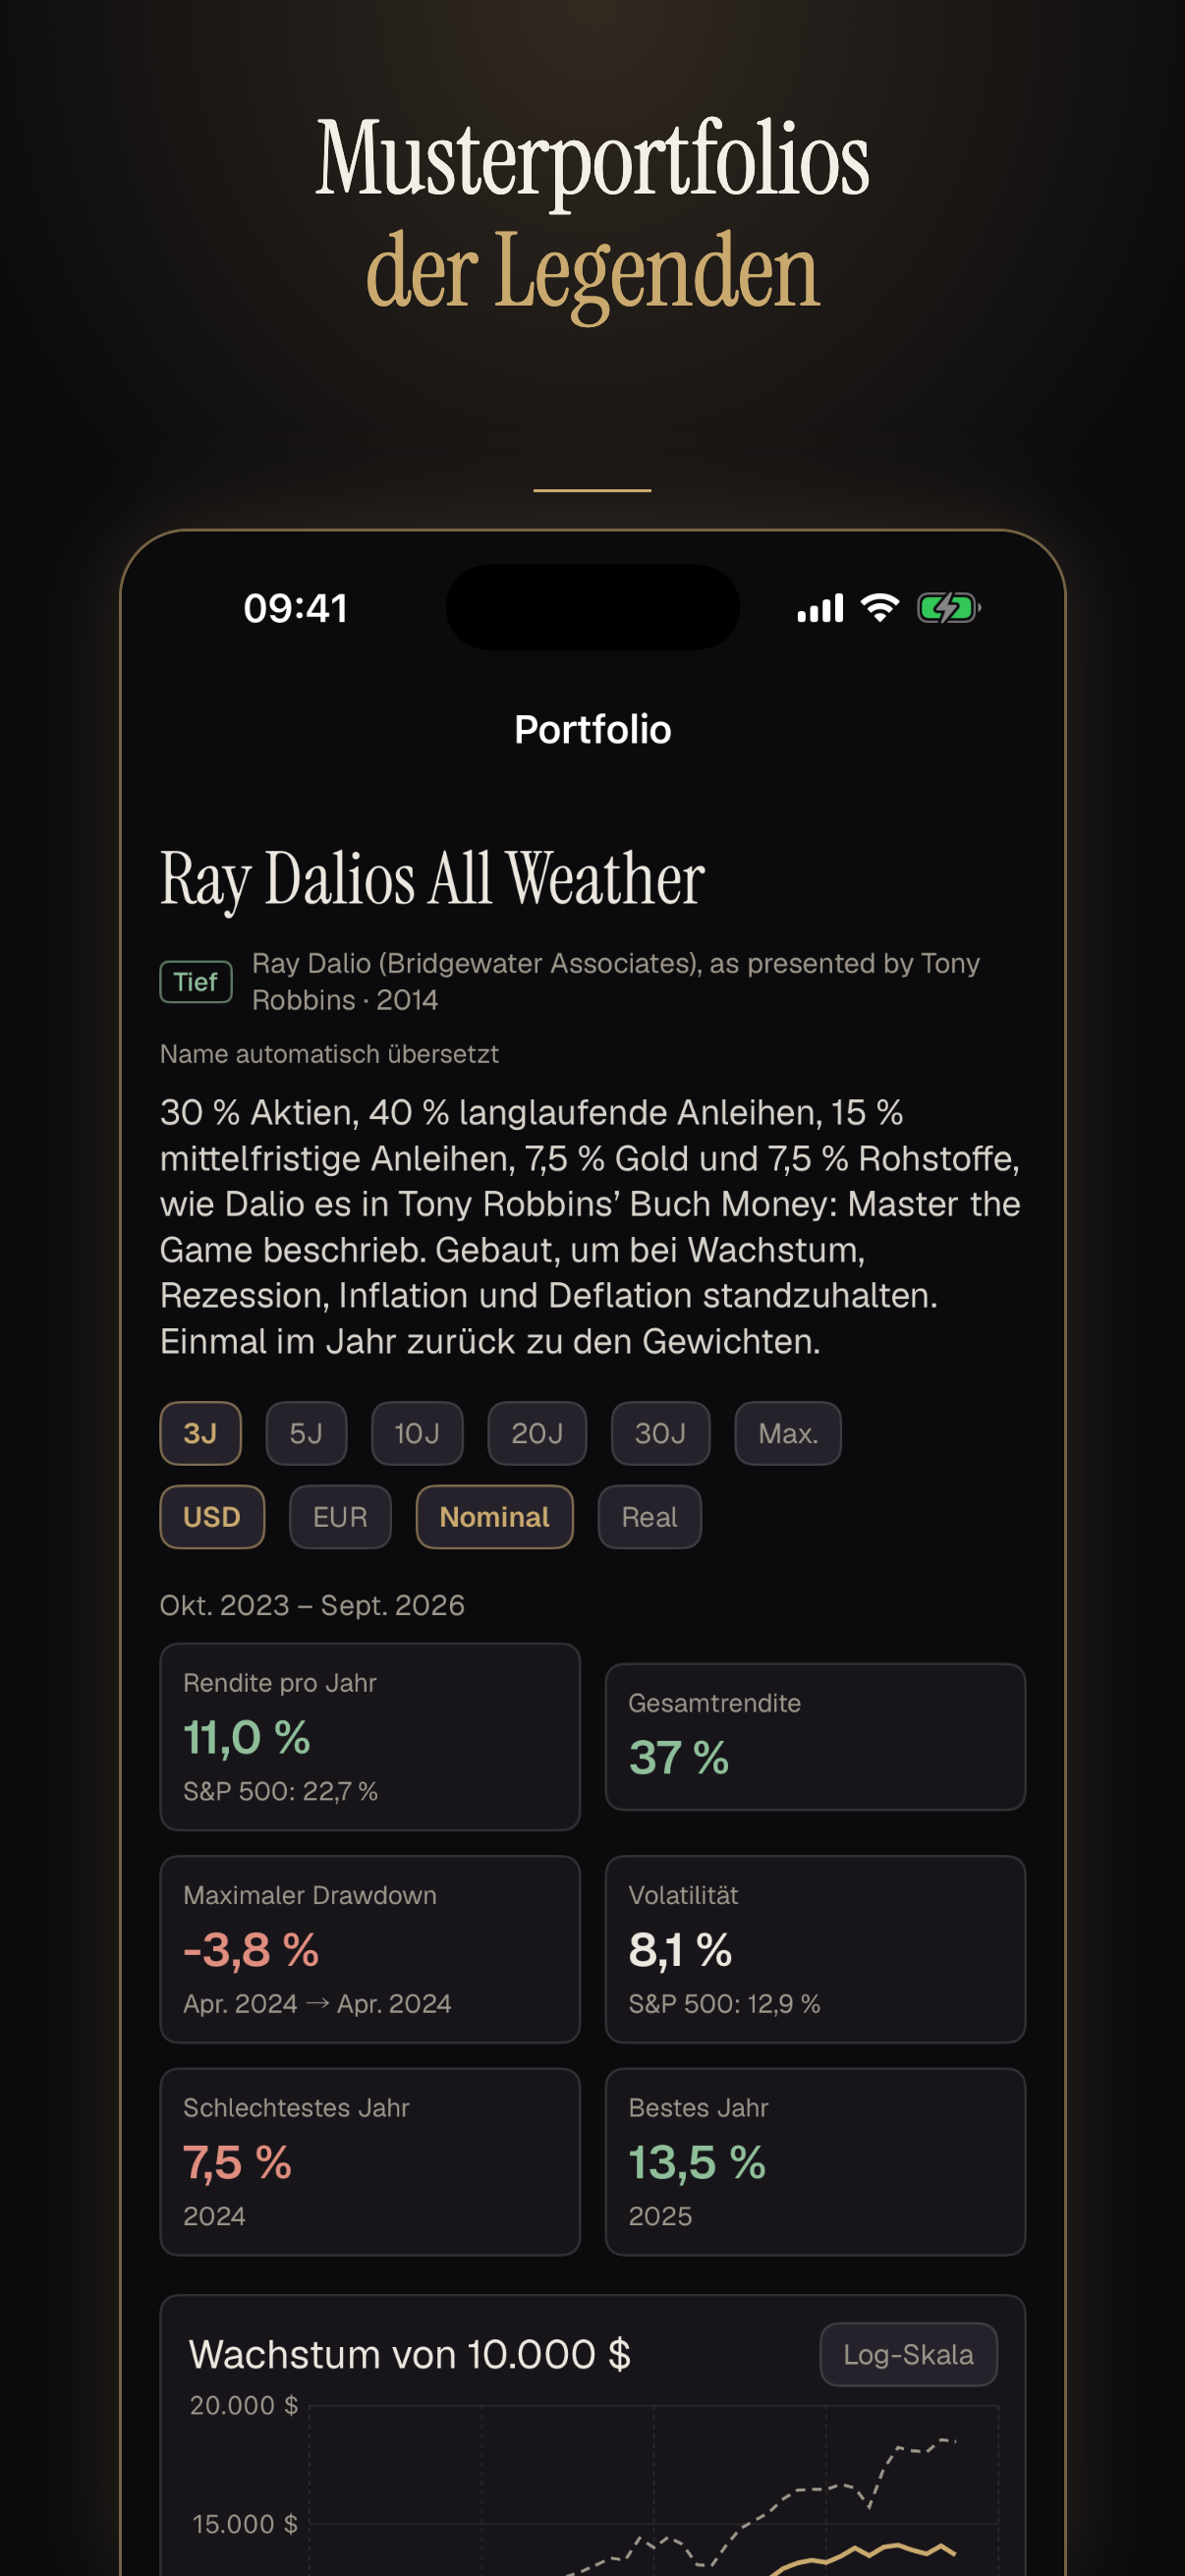 Musterportfolios
der Legenden
09:41
Portfolio
Ray Dalios All Weather
Tief
Ray Dalio (Bridgewater Associates), as presented by Tony
Robbins · 2014
Name automatisch übersetzt
30 % Aktien, 40 % langlaufende Anleihen, 15 %
mittelfristige Anleihen, 7,5 % Gold und 7,5 % Rohstoffe,
wie Dalio es in Tony Robbins’ Buch Money: Master the
Game beschrieb. Gebaut, um bei Wachstum,
Rezession, Inflation und Deflation standzuhalten.
Einmal im Jahr zurück zu den Gewichten.
3J 5J 10J 20J 30J Max.
USD EUR Nominal Real
Okt. 2023 – Sept. 2026
Rendite pro Jahr
11,0 %
S&P 500: 22,7 %
Gesamtrendite
37 %
Maximaler Drawdown
-3,8 %
Apr. 2024 → Apr. 2024
Volatilität
8,1 %
S&P 500: 12,9 %
Schlechtestes Jahr
7,5 %
2024
Bestes Jahr
13,5 %
2025
Wachstum von 10.000 $
Log-Skala
20.000 $
15.000 $